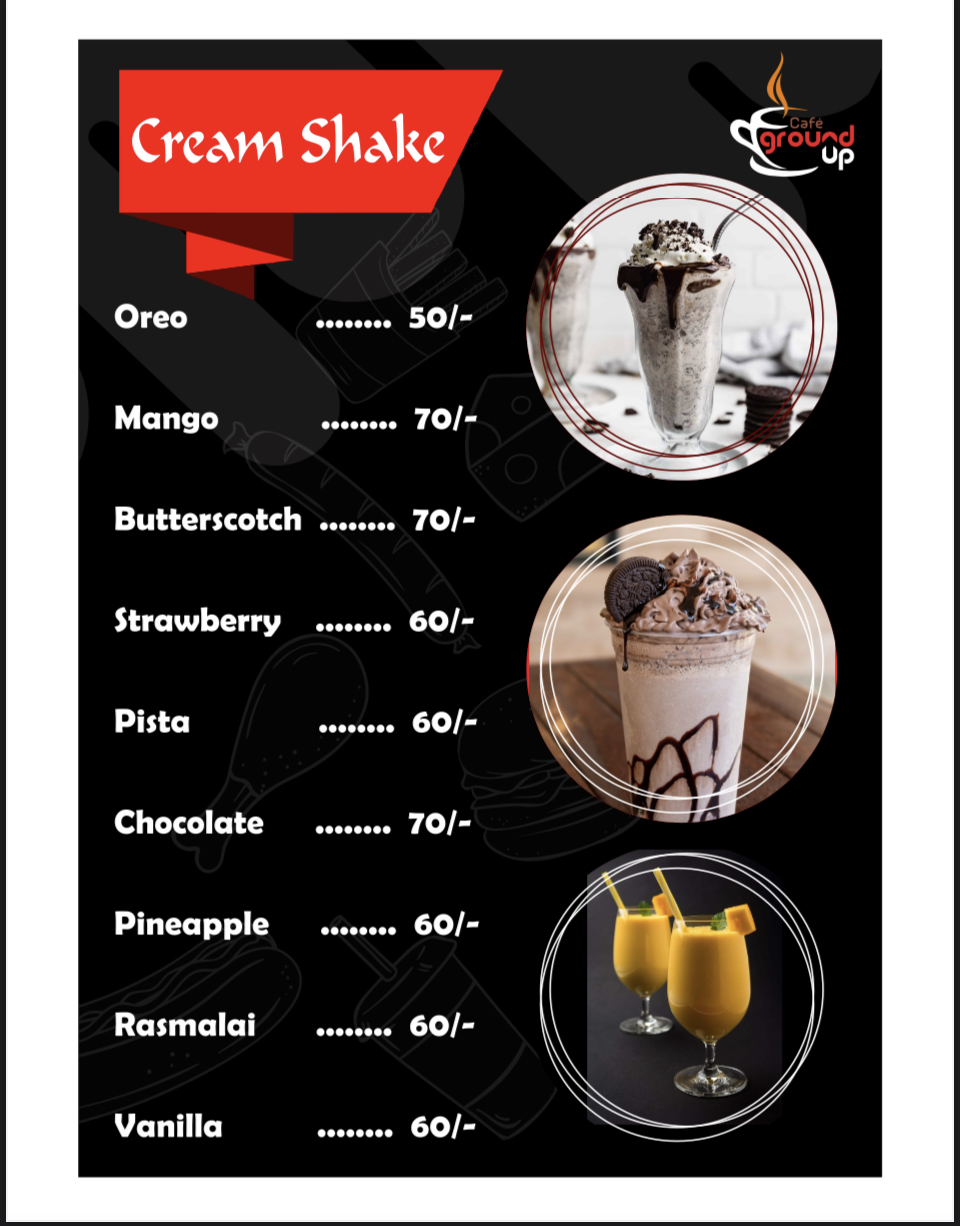 Cream Shake
Café
ground
up
Oreo ........ 50/-
Mango ........ 70/-
Butterscotch ........ 70/-
Strawberry ........ 60/-
Pista ........ 60/-
Chocolate ........ 70/-
Pineapple ........ 60/-
Rasmalai ........ 60/-
Vanilla ........ 60/-